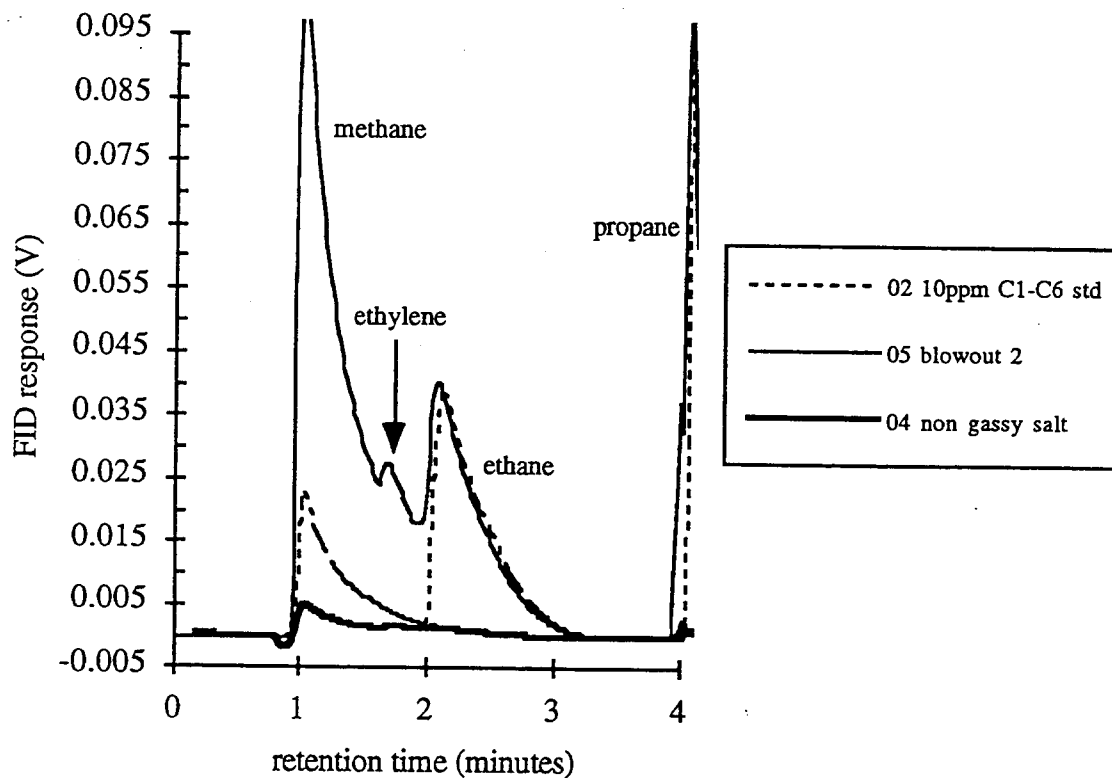 0.095
0.085
0.075
0.065
0.055
0.045
0.035
0.025
0.015
0.005
-0.005
FID response (V)
methane
ethylene
ethane
propane
02 10ppm C1-C6 std
05 blowout 2
04 non gassy salt
0 1 2 3 4
retention time (minutes)